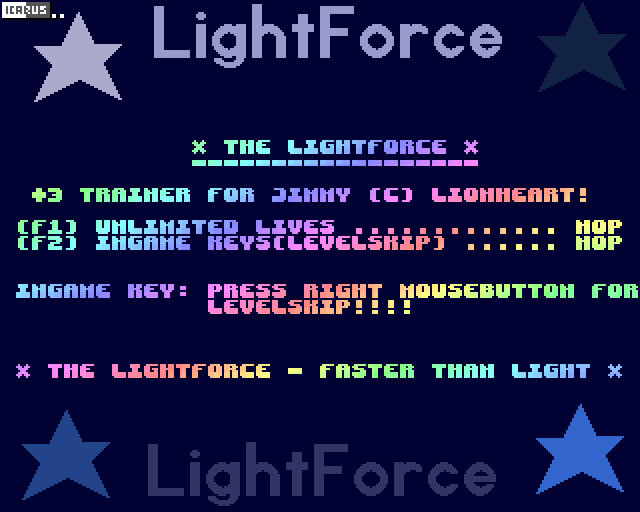 ICARUS..
LightForce
X THE LIGHTFORCE X
+3 TRAINER FOR JIMMY (C) LIONHEART!
(F1) UNLIMITED LIVES ............. NOP
(F2) INGAME KEYS(LEVELSKIP) ...... NOP
INGAME KEY: PRESS RIGHT MOUSEBUTTON FOR
LEVELSKIP!!!!
X THE LIGHTFORCE - FASTER THAN LIGHT X
LightForce